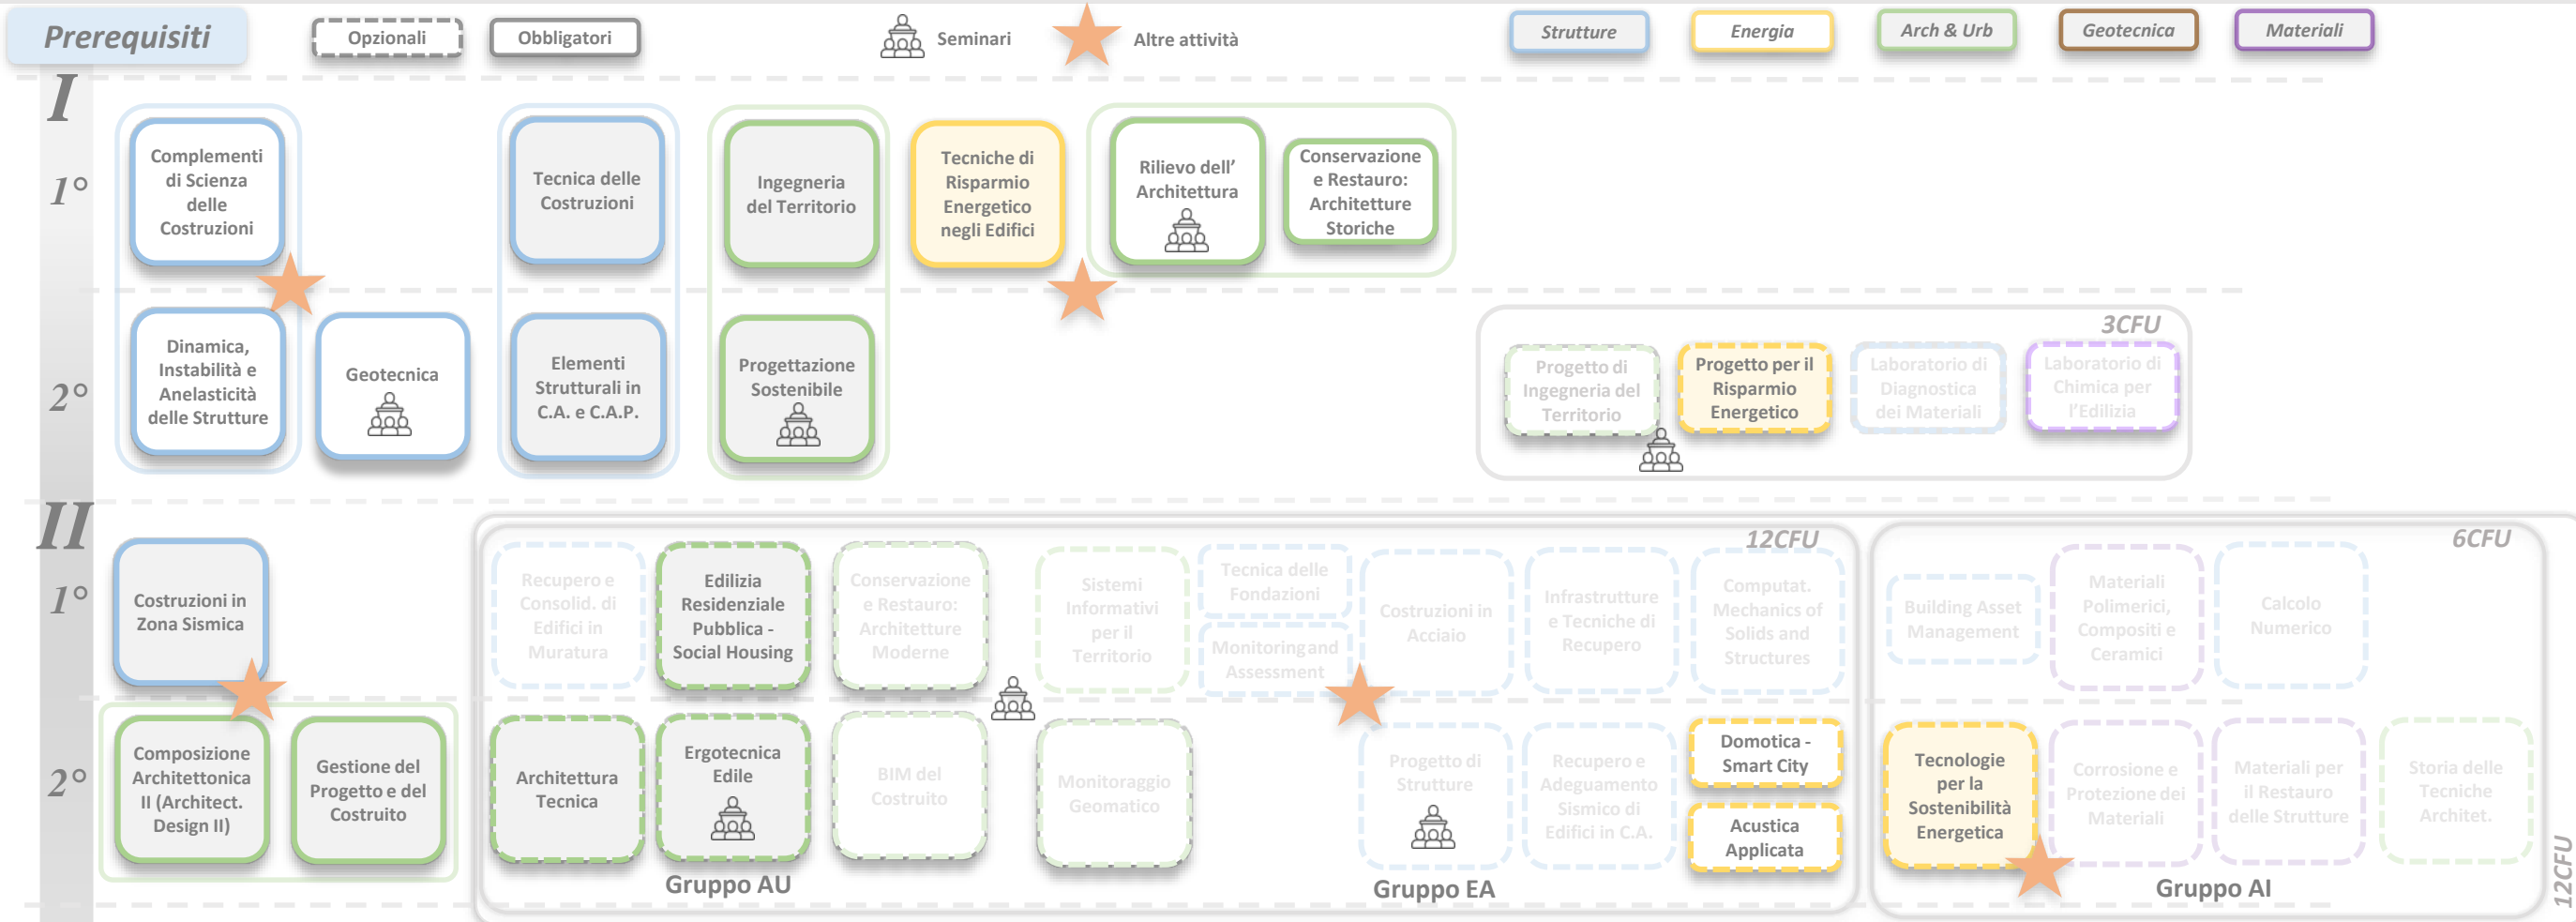 Prerequisiti
Opzionali
Obbligatori
Seminari
Altre attività
Strutture
Energia
Arch & Urb
Geotecnica
Materiali
I
1°
Complementi
di Scienza
delle
Costruzioni
Tecnica delle
Costruzioni
Ingegneria
del Territorio
Tecniche di
Risparmio
Energetico
negli Edifici
Rilievo dell'
Architettura
Conservazione
e Restauro:
Architetture
Storiche
2°
Dinamica,
Instabilità e
Anelasticità
delle Strutture
Geotecnica
Elementi
Strutturali in
C.A. e C.A.P.
Progettazione
Sostenibile
3CFU
Progetto di
Ingegneria del
Territorio
Progetto per il
Risparmio
Energetico
Laboratorio di
Diagnostica
dei Materiali
Laboratorio di
Chimica per
l'Edilizia
II
1°
Costruzioni in
Zona Sismica
12CFU
Recupero e
Consolid. di
Edifici in
Muratura
Edilizia
Residenziale
Pubblica -
Social Housing
Conservazione
e Restauro:
Architetture
Moderne
Sistemi
Informativi
per il
Territorio
Tecnica delle
Fondazioni
Monitoring and
Assessment
Costruzioni in
Acciaio
Infrastrutture
e Tecniche di
Recupero
Computat.
Mechanics of
Solids and
Structures
6CFU
Building Asset
Management
Materiali
Polimerici,
Compositi e
Ceramici
Calcolo
Numerico
2°
Composizione
Architettonica
II (Architect.
Design II)
Gestione del
Progetto e del
Costruito
Architettura
Tecnica
Ergotecnica
Edile
BIM del
Costruito
Monitoraggio
Geomatico
Progetto di
Strutture
Recupero e
Adeguamento
Sismico di
Edifici in C.A.
Domotica -
Smart City
Acustica
Applicata
Tecnologie
per la
Sostenibilità
Energetica
Corrosione e
Protezione dei
Materiali
Materiali per
il Restauro
delle Strutture
Storia delle
Tecniche
Architet.
Gruppo AU
Gruppo EA
Gruppo AI
12CFU